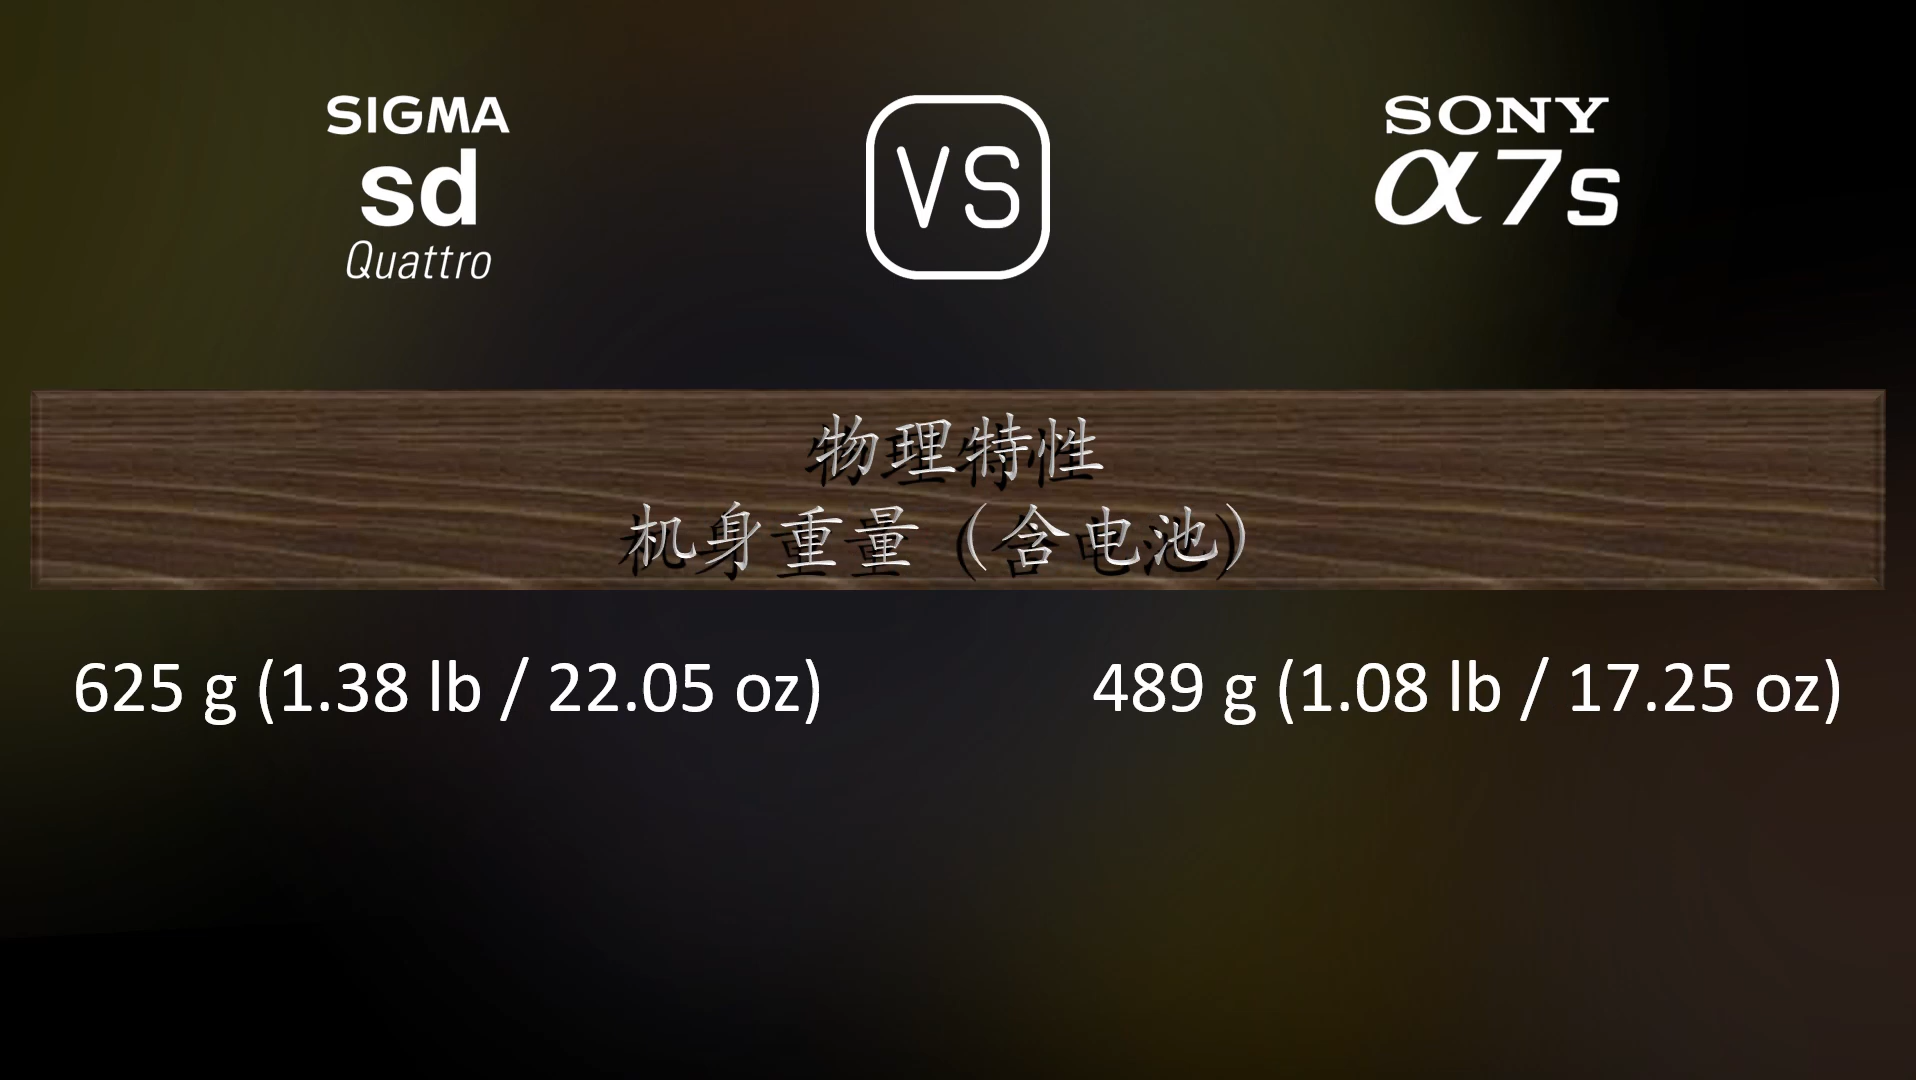 SIGMA
sd
Quattro
VS
SONY
α7s
物理特性
机身重量（含电池）
625 g (1.38 lb / 22.05 oz)
489 g (1.08 lb / 17.25 oz)